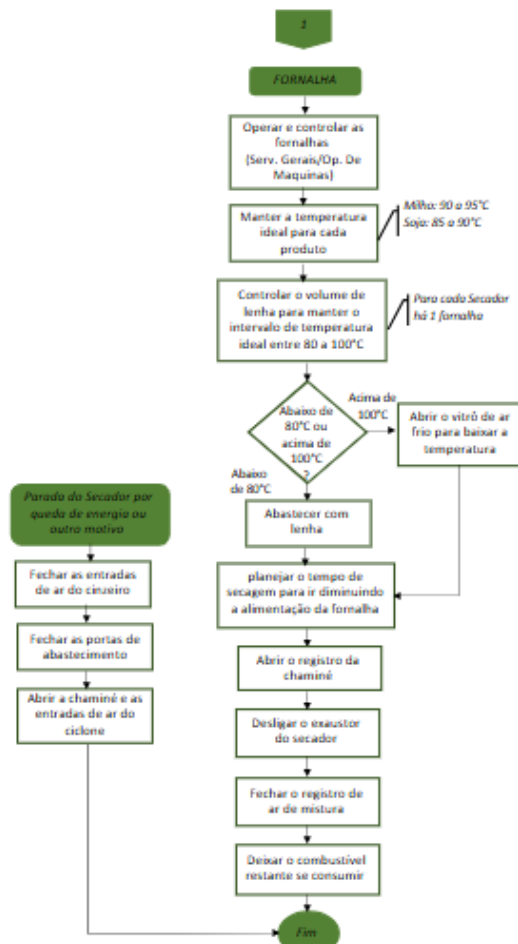 1
FORNALHA
Operar e controlar as
fornalhas
(Serv. Gerais/Op. De
Maquinas)
Manter a temperatura
ideal para cada
produto
Milho: 90 a 95°C
Soja: 85 a 90°C
Controlar o volume de
lenha para manter o
intervalo de temperatura
ideal entre 80 a 100°C
Para cada Secador
há 1 fornalha
Abaixo de
80°C ou
acima de
100°C
?
Acima de
100°C
Abrir o vitrô de ar
frio para baixar a
temperatura
Abaixo
de 80°C
Abastecer com
lenha
planejar o tempo de
secagem para ir diminuindo
a alimentação da fornalha
Abrir o registro da
chaminé
Desligar o exaustor
do secador
Fechar o registro de
ar de mistura
Deixar o combustível
restante se consumir
Parada do Secador por
queda de energia ou
outro motivo
Fechar as entradas
de ar do cinzeiro
Fechar as portas de
abastecimento
Abrir a chaminé e as
entradas de ar do
ciclone
Fim